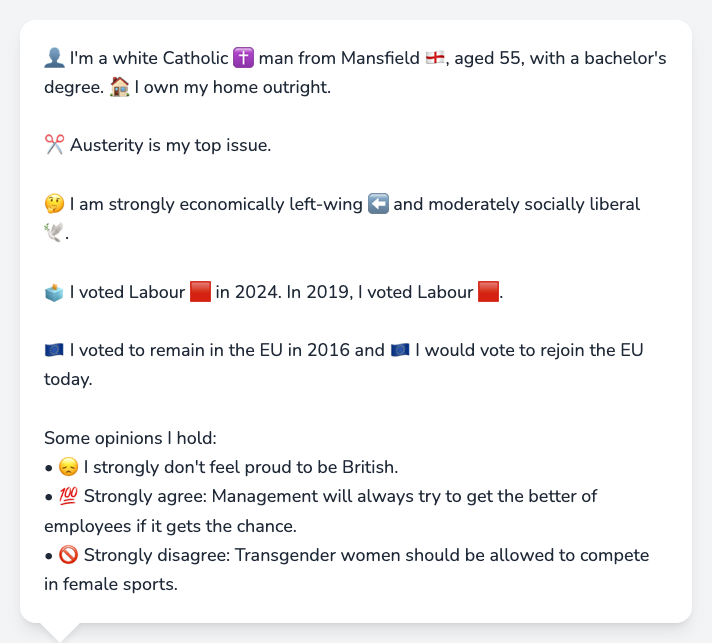 👤 I'm a white Catholic ✝️ man from Mansfield 🏴󠁧󠁢󠁥󠁮󠁧󠁿, aged 55, with a bachelor's
degree. 🏠 I own my home outright.
✂️ Austerity is my top issue.
🤔 I am strongly economically left-wing ⬅️ and moderately socially liberal
🕊️.
🗳️ I voted Labour 🟥 in 2024. In 2019, I voted Labour 🟥.
🇪🇺 I voted to remain in the EU in 2016 and 🇪🇺 I would vote to rejoin the EU
today.
Some opinions I hold:
• 😞 I strongly don't feel proud to be British.
• 💯 Strongly agree: Management will always try to get the better of
employees if it gets the chance.
• 🚫 Strongly disagree: Transgender women should be allowed to compete
in female sports.